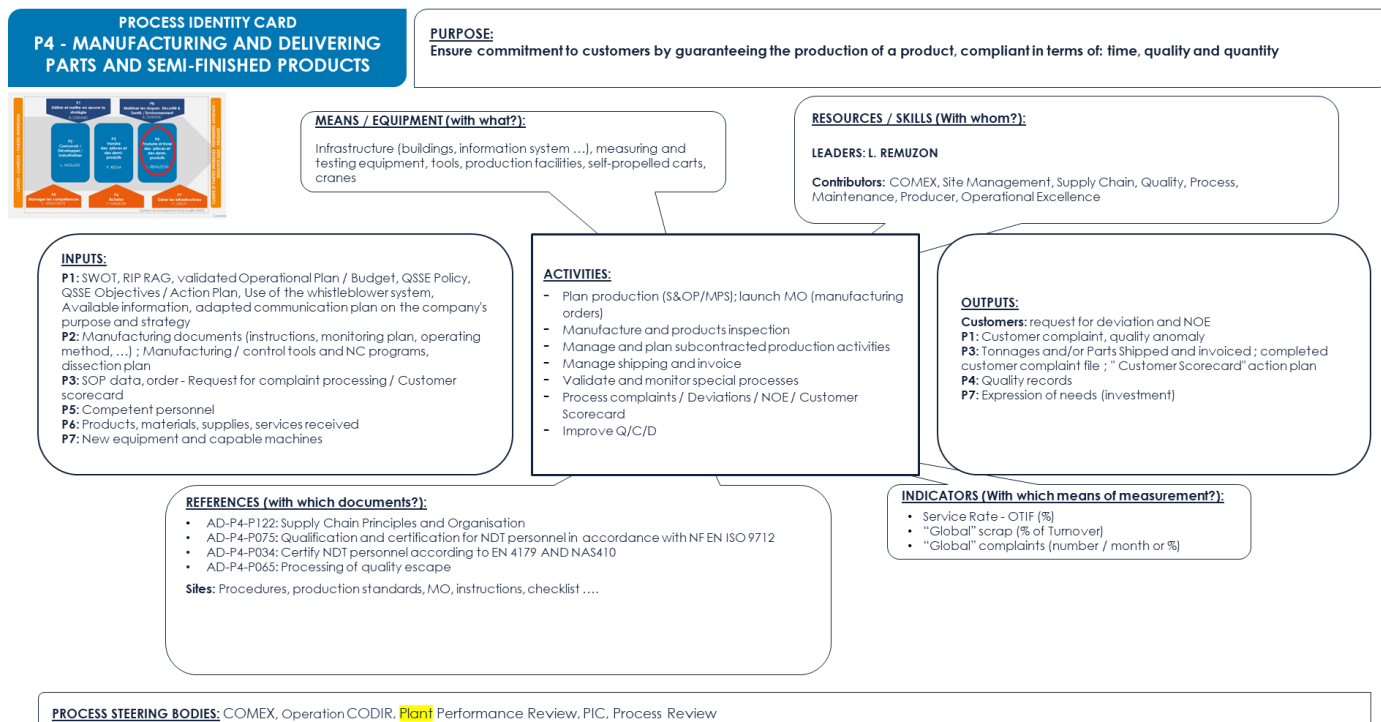 PROCESS IDENTITY CARD
P4 - MANUFACTURING AND DELIVERING
PARTS AND SEMI-FINISHED PRODUCTS
PURPOSE:
Ensure commitment to customers by guaranteeing the production of a product, compliant in terms of: time, quality and quantity
MEANS / EQUIPMENT (with what?):
Infrastructure (buildings, information system …), measuring and
testing equipment, tools, production facilities, self-propelled carts,
cranes
RESOURCES / SKILLS (With whom?):
LEADERS: L. REMUZON
Contributors: COMEX, Site Management, Supply Chain, Quality, Process,
Maintenance, Producer, Operational Excellence
INPUTS:
P1: SWOT, RIP RAG, validated Operational Plan / Budget, QSSE Policy,
QSSE Objectives / Action Plan, Use of the whistleblower system,
Available information, adapted communication plan on the company's
purpose and strategy
P2: Manufacturing documents (instructions, monitoring plan, operating
method, …) ; Manufacturing / control tools and NC programs,
dissection plan
P3: SOP data, order - Request for complaint processing / Customer
scorecard
P5: Competent personnel
P6: Products, materials, supplies, services received
P7: New equipment and capable machines
ACTIVITIES:
- Plan production (S&OP/MPS); launch MO (manufacturing
orders)
- Manufacture and products inspection
- Manage and plan subcontracted production activities
- Manage shipping and invoice
- Validate and monitor special processes
- Process complaints / Deviations / NOE / Customer
Scorecard
- Improve Q/C/D
OUTPUTS:
Customers: request for deviation and NOE
P1: Customer complaint, quality anomaly
P3: Tonnages and/or Parts Shipped and invoiced ; completed
customer complaint file ; " Customer Scorecard" action plan
P4: Quality records
P7: Expression of needs (investment)
REFERENCES (with which documents?):
• AD-P4-P122: Supply Chain Principles and Organisation
• AD-P4-P075: Qualification and certification for NDT personnel in accordance with NF EN ISO 9712
• AD-P4-P034: Certify NDT personnel according to EN 4179 AND NAS410
• AD-P4-P065: Processing of quality escape
Sites: Procedures, production standards, MO, instructions, checklist ….
INDICATORS (With which means of measurement?):
• Service Rate - OTIF (%)
• “Global” scrap (% of Turnover)
• “Global” complaints (number / month or %)
PROCESS STEERING BODIES: COMEX, Operation CODIR, Plant Performance Review, PIC, Process Review